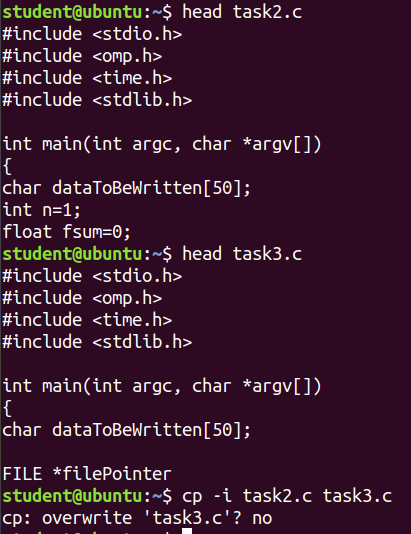 student@ubuntu:~$ head task2.c
#include <stdio.h>
#include <omp.h>
#include <time.h>
#include <stdlib.h>

int main(int argc, char *argv[])
{
char dataToBeWritten[50];
int n=1;
float fsum=0;
student@ubuntu:~$ head task3.c
#include <stdio.h>
#include <omp.h>
#include <time.h>
#include <stdlib.h>

int main(int argc, char *argv[])
{
char dataToBeWritten[50];

FILE *filePointer
student@ubuntu:~$ cp -i task2.c task3.c
cp: overwrite 'task3.c'? no